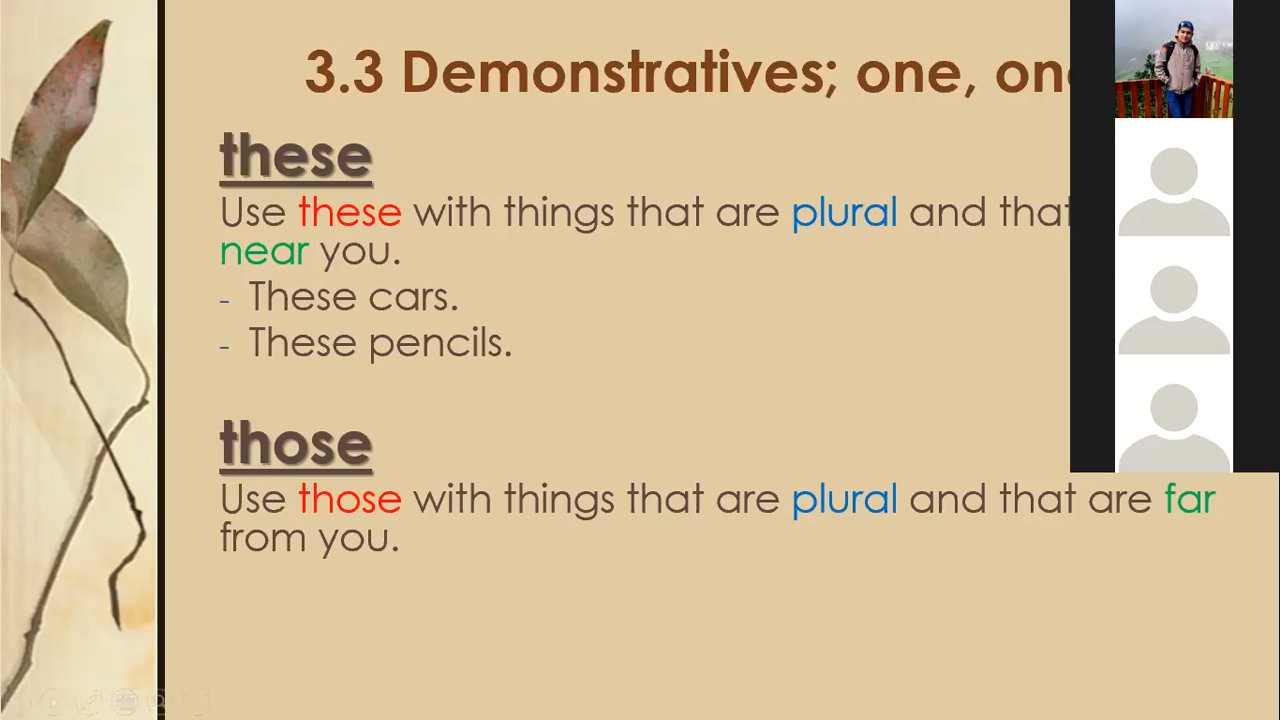 3.3 Demonstratives; one,
these
Use these with things that are plural and that
near you.
- These cars.
- These pencils.
those
Use those with things that are plural and that are far
from you.